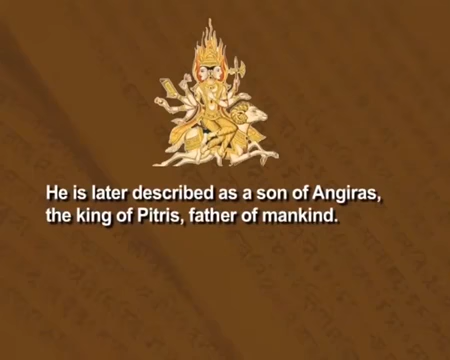 He is later described as a son of Angiras,
the king of Pitris, father of mankind.